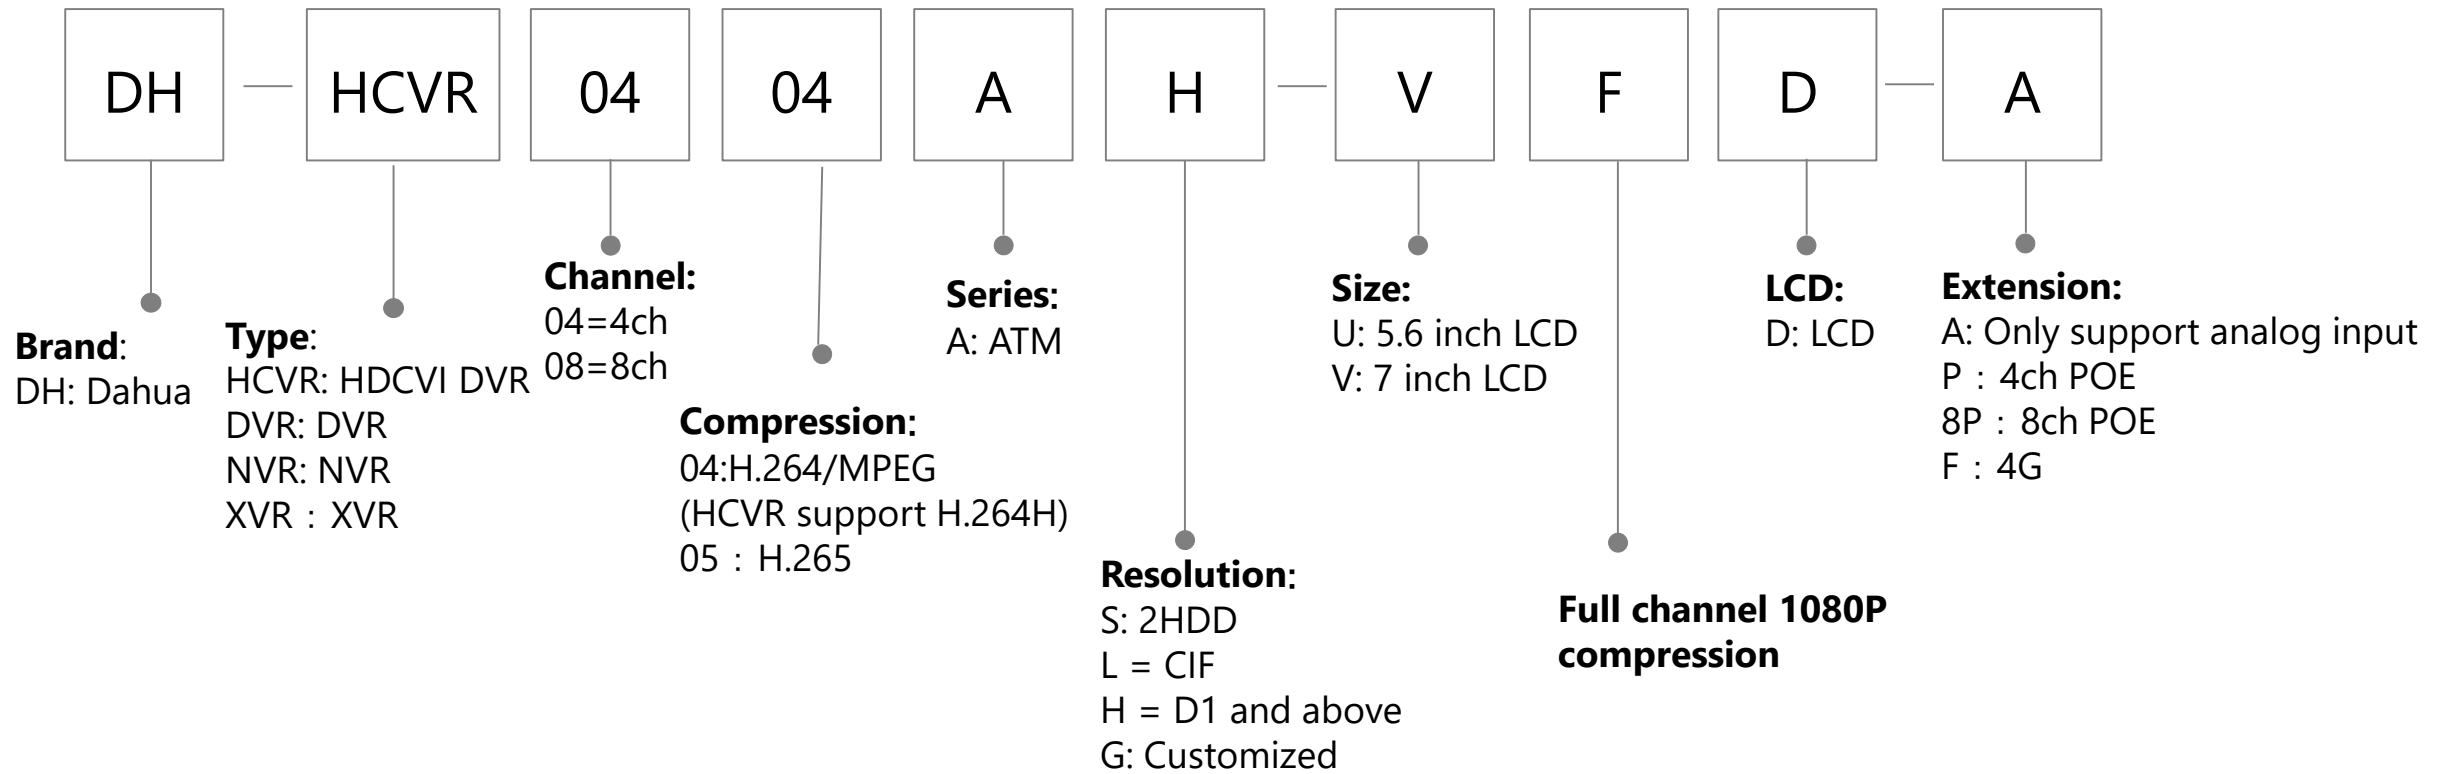 DH — HCVR 04 04 A H — V F D — A
Brand:
DH: Dahua
Type:
HCVR: HDCVI DVR
DVR: DVR
NVR: NVR
XVR：XVR
Channel:
04=4ch
08=8ch
Compression:
04:H.264/MPEG
(HCVR support H.264H)
05：H.265
Series:
A: ATM
Resolution:
S: 2HDD
L = CIF
H = D1 and above
G: Customized
Size:
U: 5.6 inch LCD
V: 7 inch LCD
Full channel 1080P
compression
LCD:
D: LCD
Extension:
A: Only support analog input
P：4ch POE
8P：8ch POE
F：4G